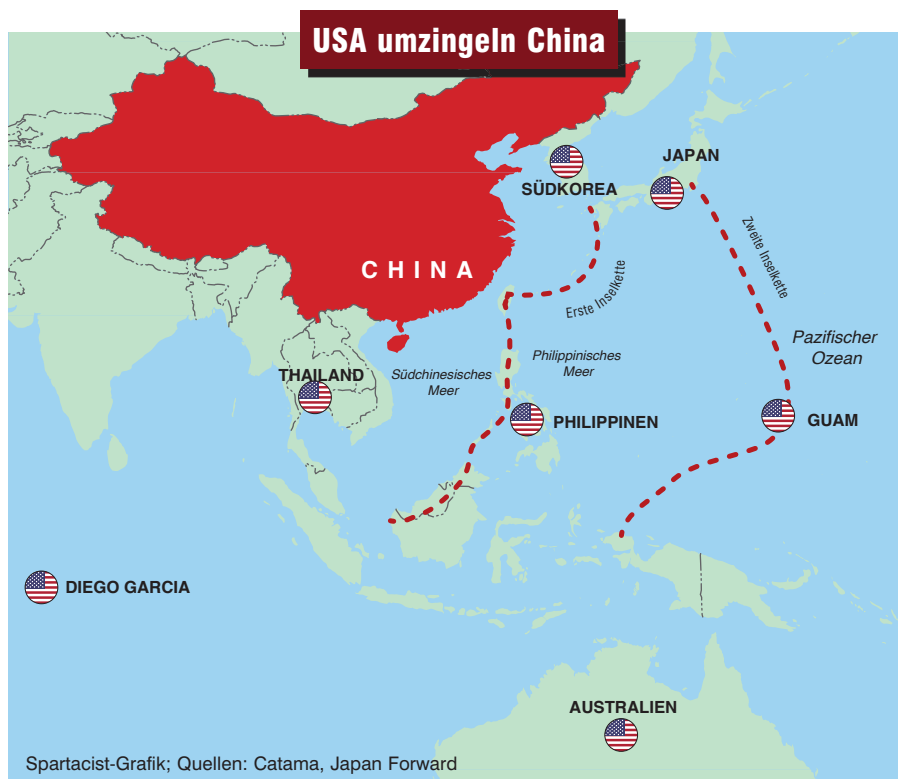 USA umzingeln China
JAPAN
SÜDKOREA
Zweite Inselkette
CHINA
Erste Inselkette
Pazifischer
Ozean
Philippinisches
Meer
THAILAND
Südchinesisches
Meer
PHILIPPINEN
GUAM
DIEGO GARCIA
AUSTRALIEN
Spartacist-Grafik; Quellen: Catama, Japan Forward